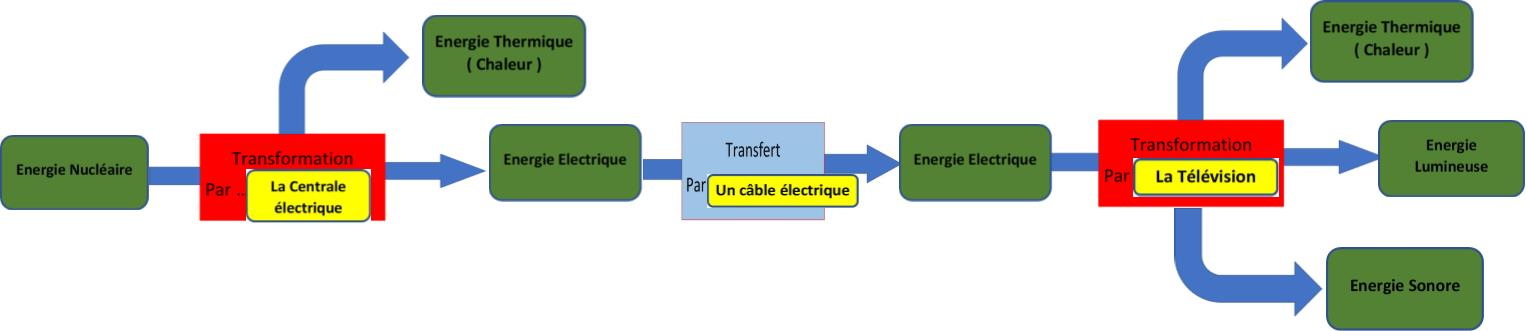 Energie Nucléaire
Transformation
Par ...
La Centrale
électrique
Energie Thermique
( Chaleur )
Energie Electrique
Transfert
Par
Un câble électrique
Energie Electrique
Transformation
Par
La Télévision
Energie Thermique
( Chaleur )
Energie
Lumineuse
Energie Sonore